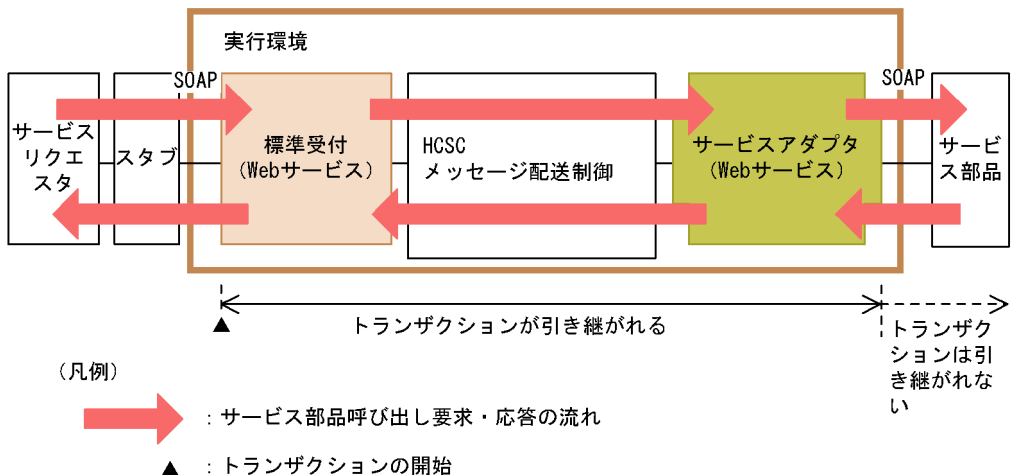 実行環境
SOAP
SOAP
サービス
リクエ
スタ
スタブ
標準受付
(Webサービス)
HCSC
メッセージ配送制御
サービスアダプタ
(Webサービス)
サービ
ス部品
トランザクションが引き継がれる
トランザク
ションは引
き継がれな
い
(凡例)
：サービス部品呼び出し要求・応答の流れ
：トランザクションの開始